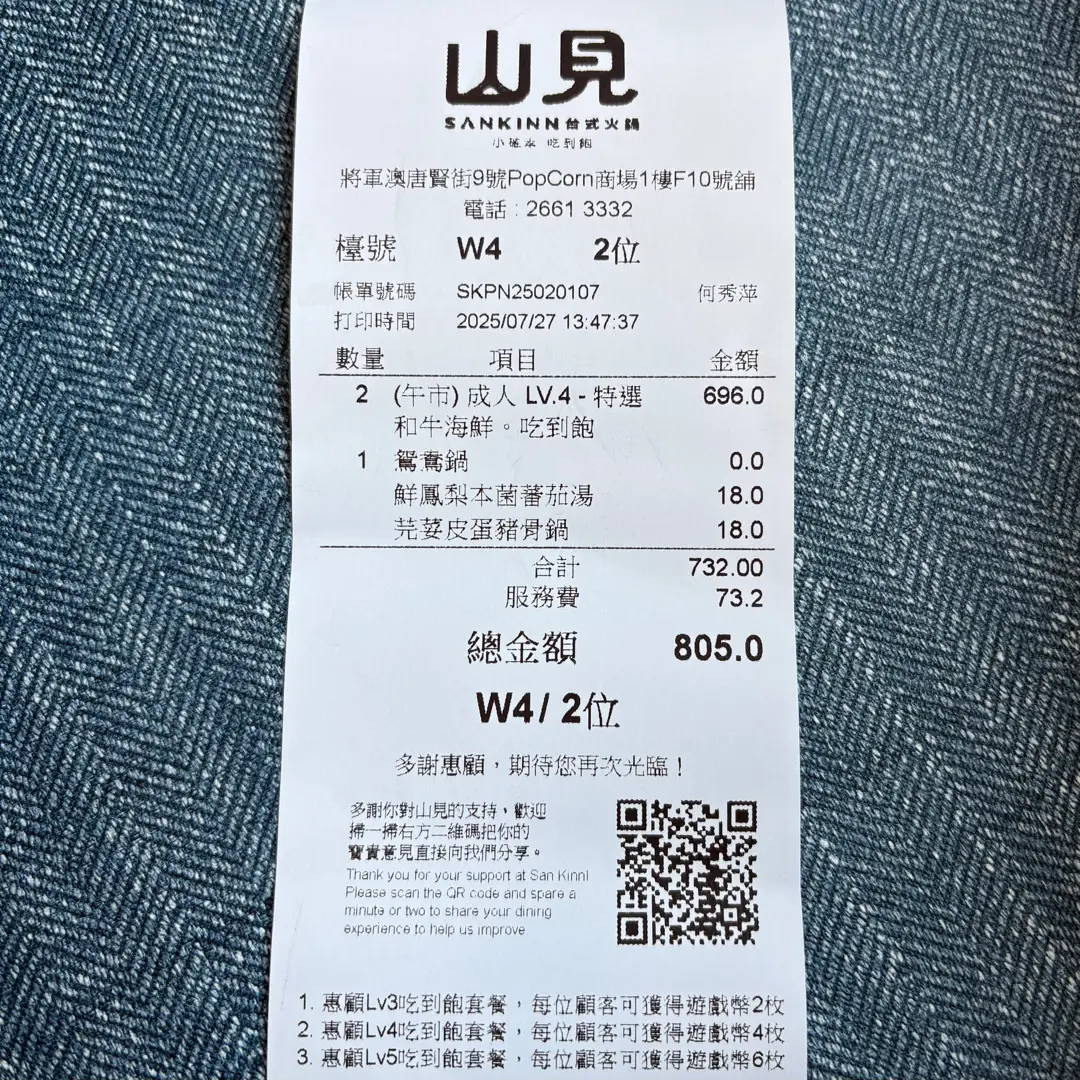 山見
SANKINN 台式火鍋
吃到飽
將軍澳唐賢街9號PopCorn商場1樓F10號舖
電話：2661 3332
檯號 W4 2位
帳單號碼 SKPN25020107 何秀萍
打印時間 2025/07/27 13:47:37
數量 項目 金額
2 (午市) 成人 LV.4 - 特選 696.0
和牛海鮮。吃到飽
1 鴛鴦鍋 0.0
鮮鳳梨本菌蕃茄湯 18.0
芫荽皮蛋豬骨鍋 18.0
合計 732.00
服務費 73.2
總金額 805.0
W4/ 2位
多謝惠顧，期待您再次光臨！
多謝你對山見的支持，歡迎
掃一掃右方二維碼把你的
寶貴意見直接向我們分享。
Thank you for your support at San Kinn!
Please scan the QR code and spare a
minute or two to share your dining
experience to help us improve
1. 惠顧Lv3吃到飽套餐，每位顧客可獲得遊戲幣2枚
2. 惠顧Lv4吃到飽套餐，每位顧客可獲得遊戲幣4枚
3. 惠顧Lv5吃到飽套餐，每位顧客可獲得遊戲幣6枚